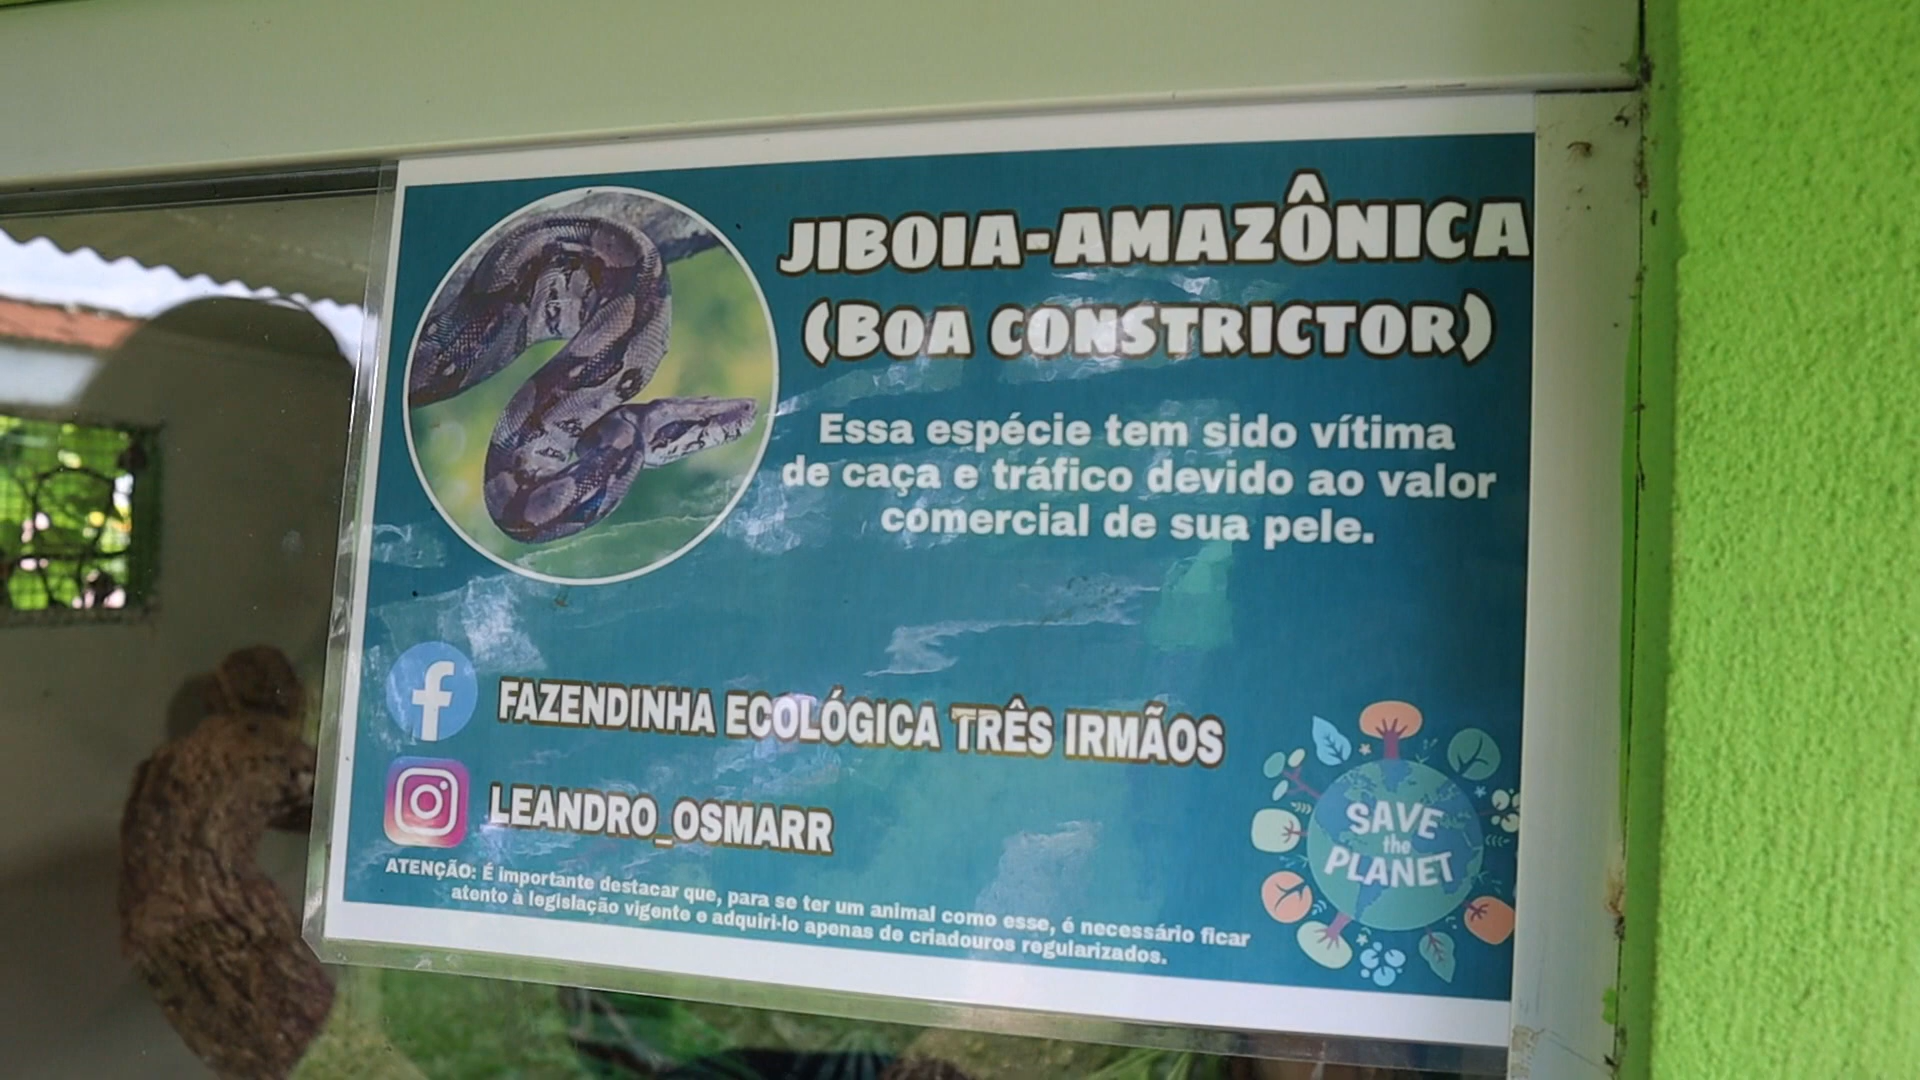 JIBOIA-AMAZÔNICA
(BOA CONSTRICTOR)
Essa espécie tem sido vítima
de caça e tráfico devido ao valor
comercial de sua pele.
FAZENDINHA ECOLÓGICA TRÊS IRMÃOS
LEANDRO_OSMARR
ATENÇÃO: É importante destacar que, para se ter um animal como esse, é necessário ficar
atento à legislação vigente e adquiri-lo apenas de criadouros regularizados.
SAVE
the
PLANET